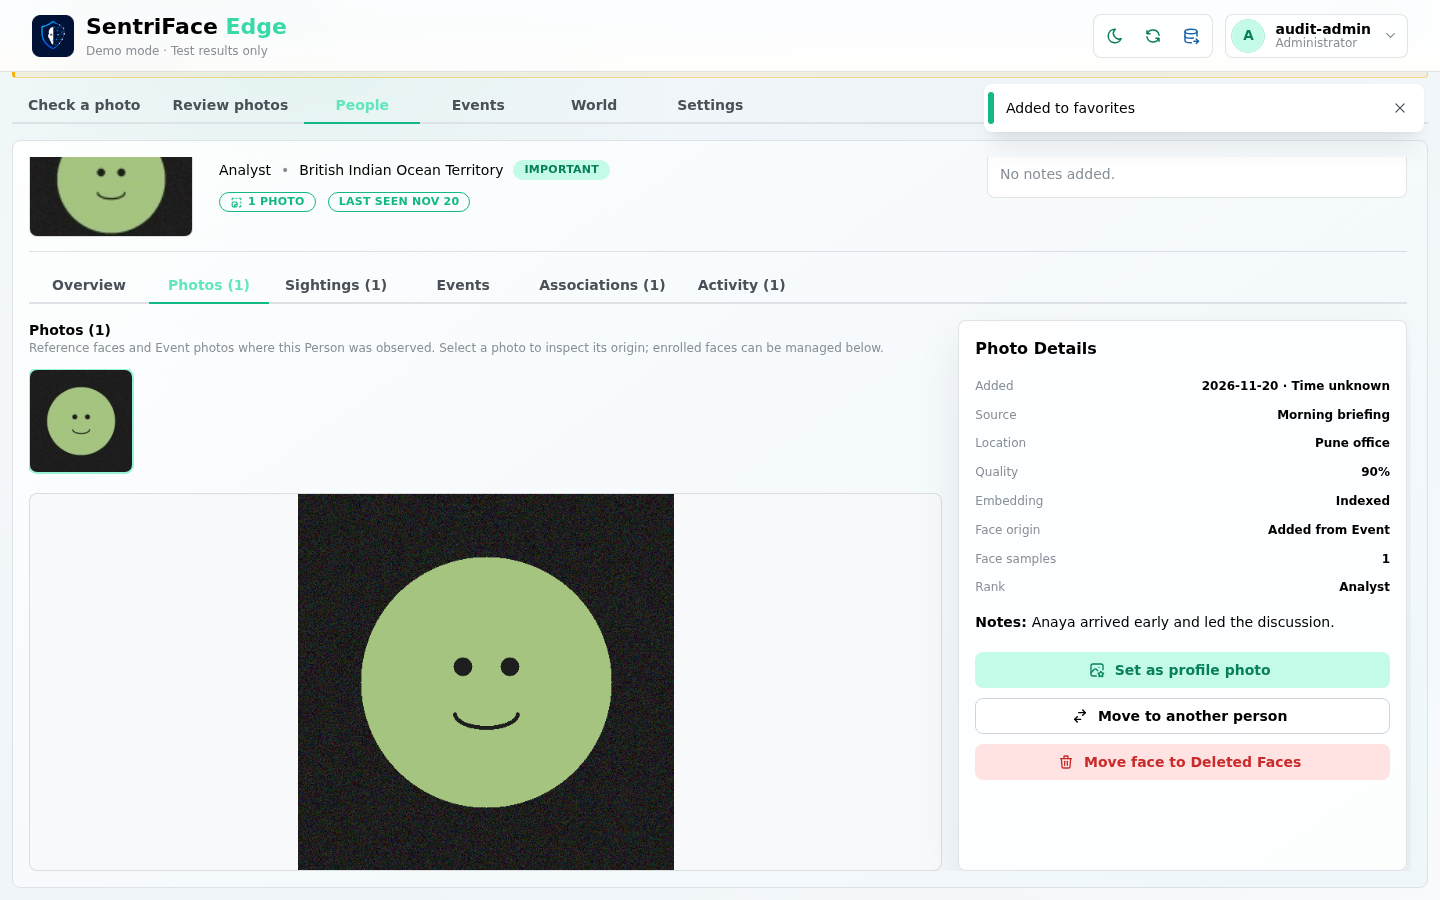 SentriFace Edge
Demo mode · Test results only
A
audit-admin
Administrator
Check a photo
Review photos
People
Events
World
Settings
Added to favorites
Analyst • British Indian Ocean Territory IMPORTANT
1 PHOTO
LAST SEEN NOV 20
No notes added.
Overview
Photos (1)
Sightings (1)
Events
Associations (1)
Activity (1)
Photos (1)
Reference faces and Event photos where this Person was observed. Select a photo to inspect its origin; enrolled faces can be managed below.
Photo Details
Added 2026-11-20 · Time unknown
Source Morning briefing
Location Pune office
Quality 90%
Embedding Indexed
Face origin Added from Event
Face samples 1
Rank Analyst
Notes: Anaya arrived early and led the discussion.
Set as profile photo
Move to another person
Move face to Deleted Faces